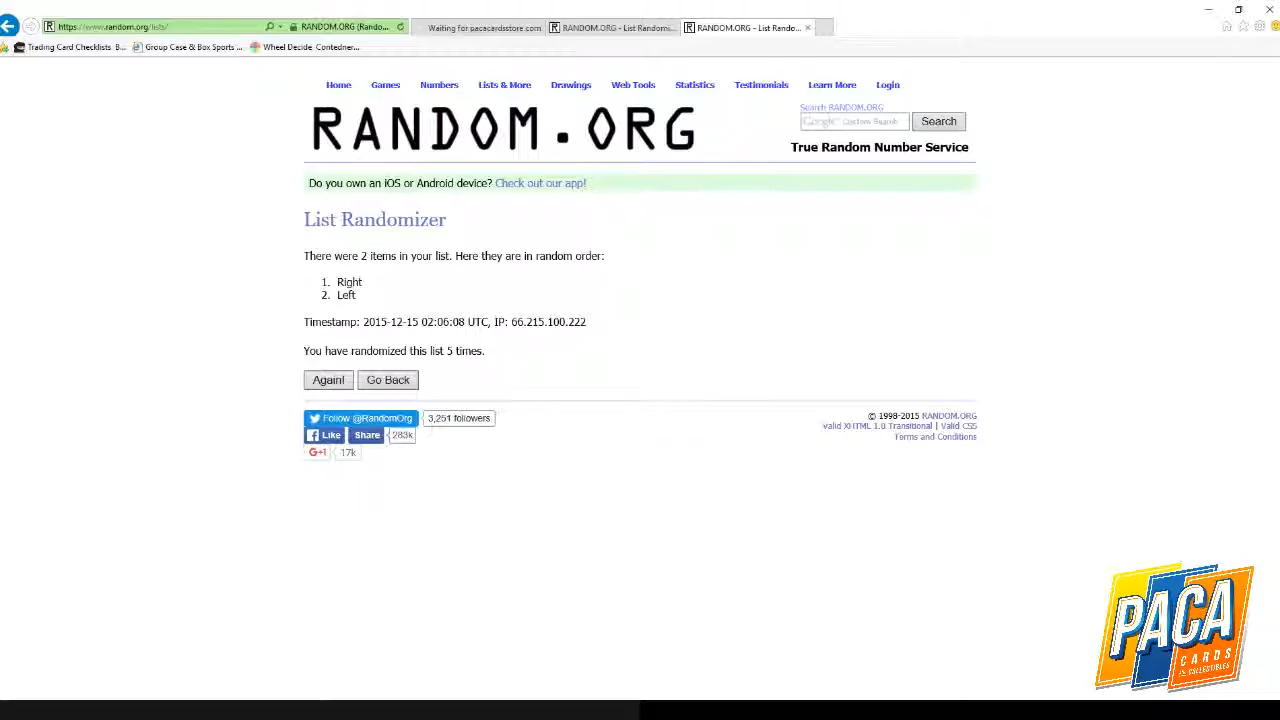 https://www.random.org/lists/
RANDOM.ORG (Rando...
Waiting for pacacardsstore.com
RANDOM.ORG - List Randomi...
RANDOM.ORG - List Rando...
Trading Card Checklists B...
Group Case & Box Sports ...
Wheel Decide Contedner...
Home Games Numbers Lists & More Drawings Web Tools Statistics Testimonials Learn More Login
RANDOM.ORG
Search RANDOM.ORG
Google Custom Search
Search
True Random Number Service
Do you own an iOS or Android device? Check out our app!
List Randomizer
There were 2 items in your list. Here they are in random order:
1. Right
2. Left
Timestamp: 2015-12-15 02:06:08 UTC, IP: 66.215.100.222
You have randomized this list 5 times.
Again! Go Back
Follow @RandomOrg 3,251 followers
Like Share 283k
G+1 17k
© 1998-2015 RANDOM.ORG
valid XHTML 1.0 Transitional | Valid CSS
Terms and Conditions
PACA
CARDS
COLLECTIBLES